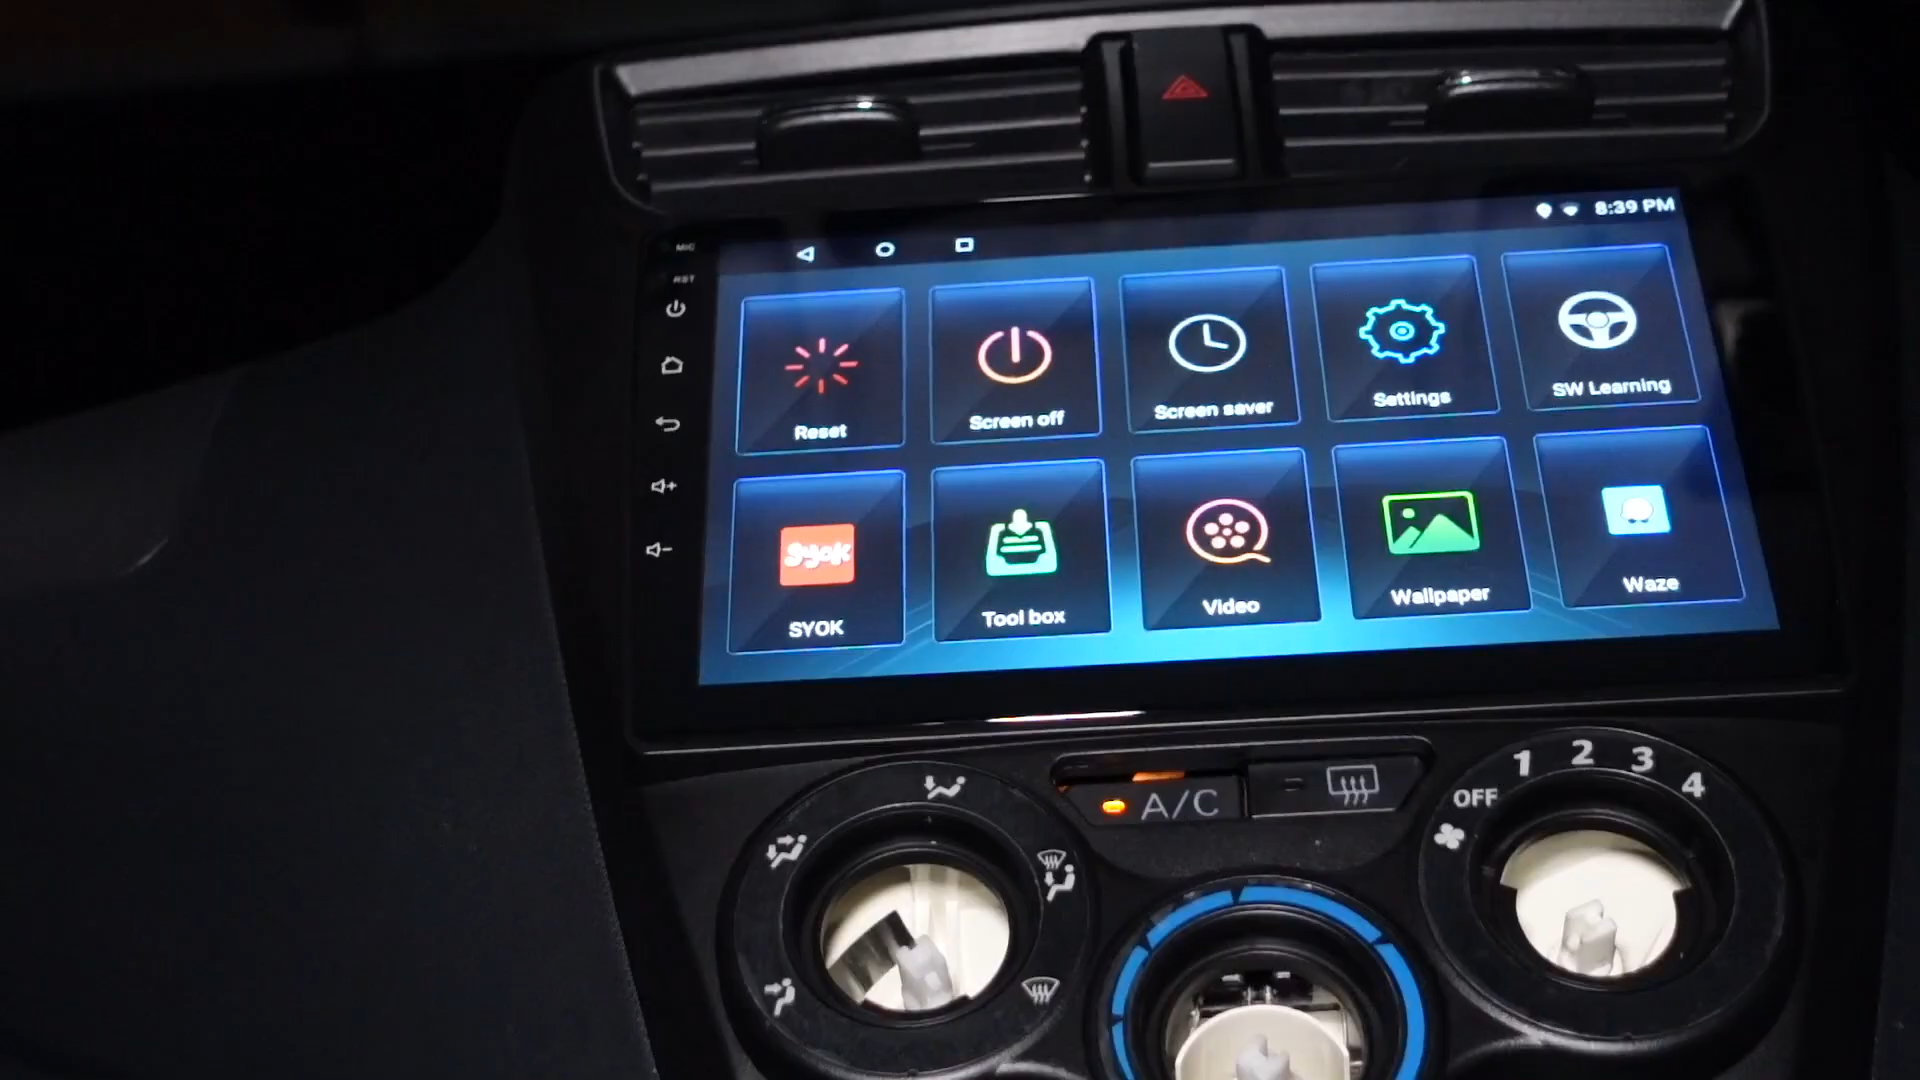 MIC
RST
8:39 PM
Reset
Screen off
Screen saver
Settings
SW Learning
Syok
SYOK
Tool box
Video
Wallpaper
Waze
A/C
OFF 1 2 3 4